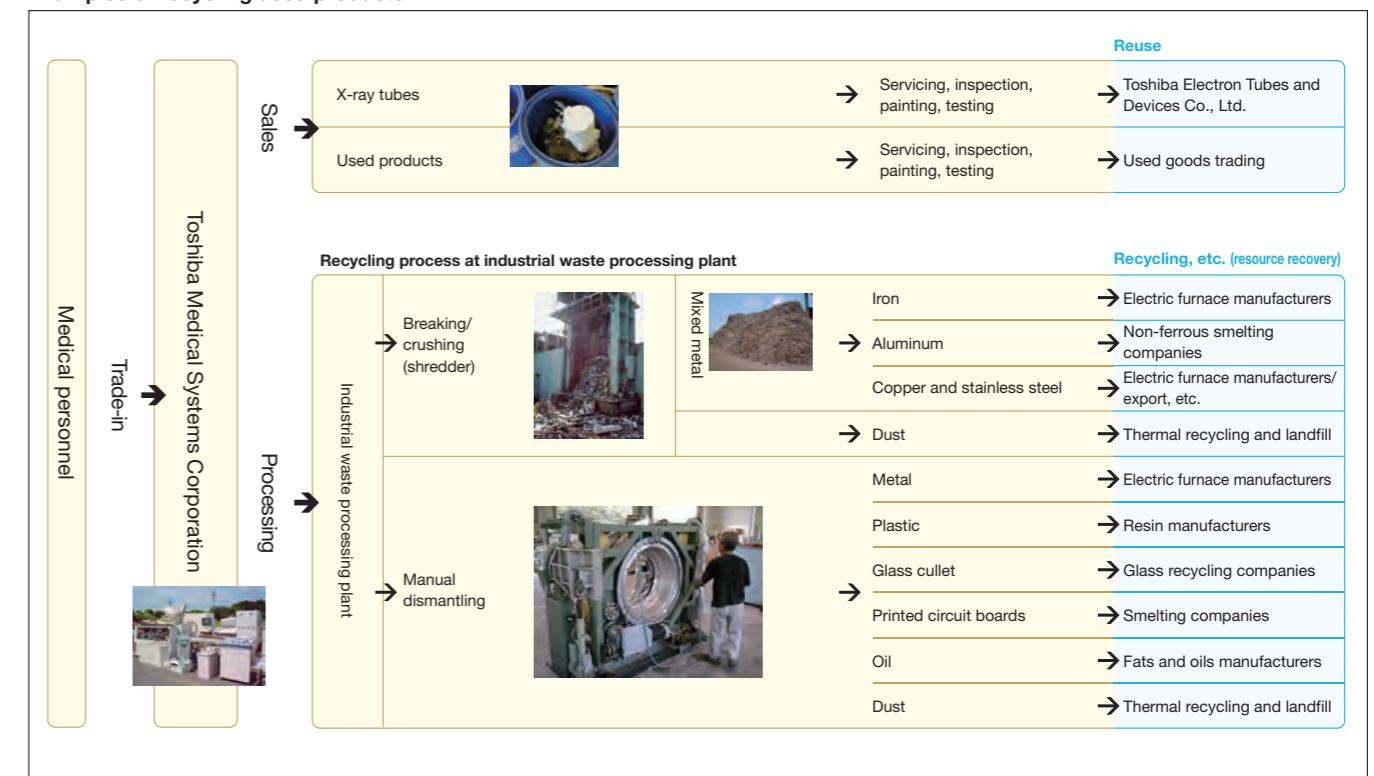 Medical personnel
Trade-in
Toshiba Medical Systems Corporation
Sales
X-ray tubes
Servicing, inspection,
painting, testing
Reuse
Toshiba Electron Tubes and
Devices Co., Ltd.
Used products
Servicing, inspection,
painting, testing
Used goods trading
Processing
Recycling process at industrial waste processing plant
Recycling, etc. (resource recovery)
Industrial waste processing plant
Breaking/
crushing
(shredder)
Mixed metal
Iron
Electric furnace manufacturers
Aluminum
Non-ferrous smelting
companies
Copper and stainless steel
Electric furnace manufacturers/
export, etc.
Dust
Thermal recycling and landfill
Manual
dismantling
Metal
Electric furnace manufacturers
Plastic
Resin manufacturers
Glass cullet
Glass recycling companies
Printed circuit boards
Smelting companies
Oil
Fats and oils manufacturers
Dust
Thermal recycling and landfill